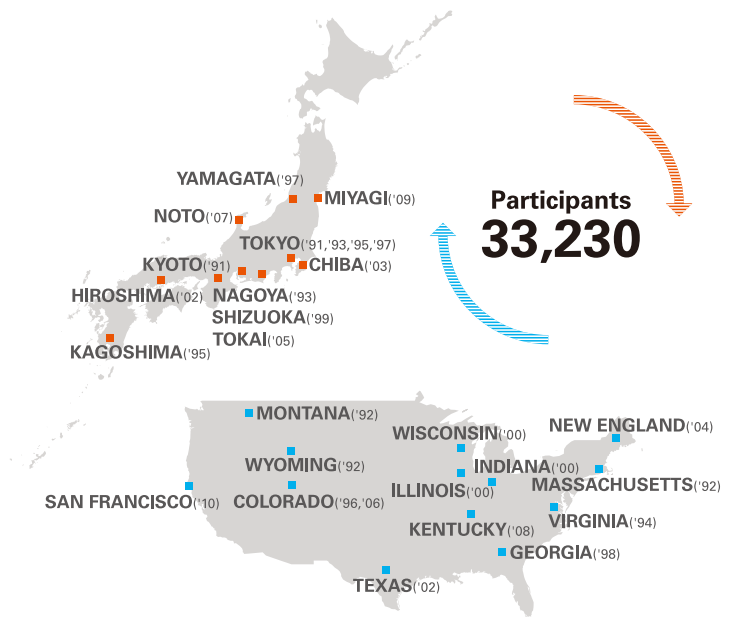 YAMAGATA('97)
MIYAGI('09)
NOTO('07)
TOKYO('91,'93,'95,'97)
KYOTO('91)
CHIBA('03)
HIROSHIMA('02)
NAGOYA('93)
SHIZUOKA('99)
TOKAI('05)
KAGOSHIMA('95)
Participants
33,230
MONTANA('92)
WISCONSIN('00)
NEW ENGLAND('04)
WYOMING('92)
INDIANA('00)
MASSACHUSETTS('92)
SAN FRANCISCO('10)
COLORADO('96,'06)
ILLINOIS('00)
KENTUCKY('08)
VIRGINIA('94)
GEORGIA('98)
TEXAS('02)